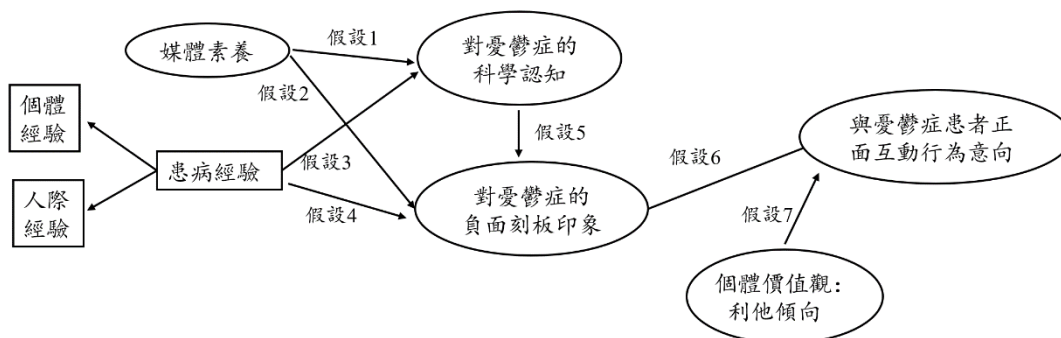 媒體素養
假設1
對憂鬱症的
科學認知
假設2
個體
經驗
假設5
與憂鬱症患者正
面互動行為意向
患病經驗
假設3
假設6
人際
經驗
假設4
對憂鬱症的
負面刻板印象
假設7
個體價值觀:
利他傾向